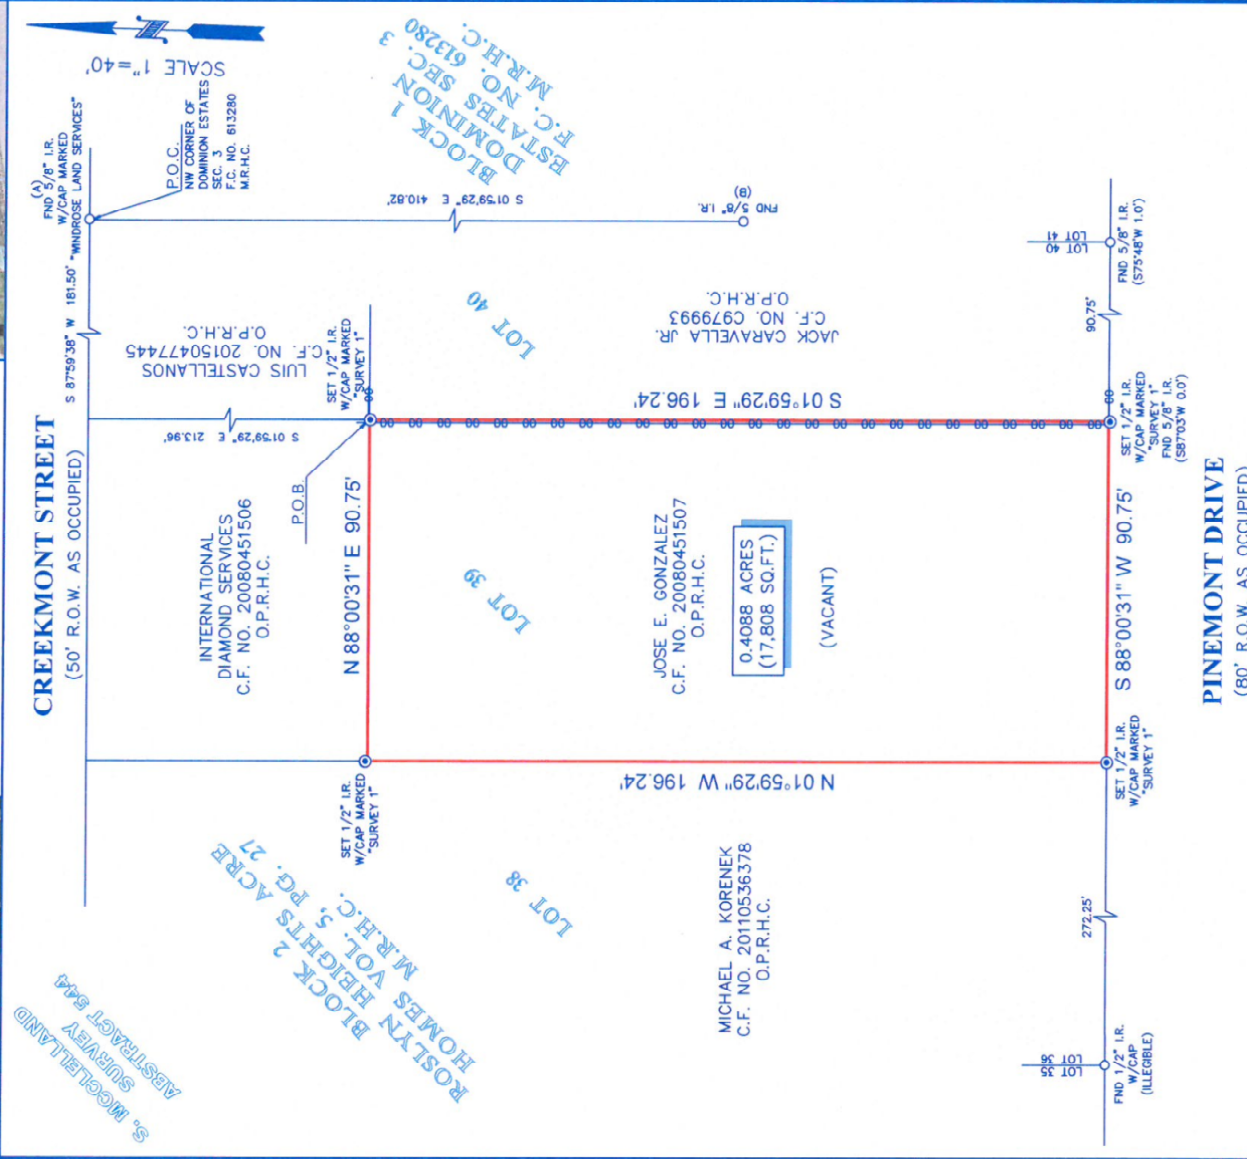 CREEKMONT STREET
(50' R.O.W. AS OCCUPIED)
SCALE 1"=40'
(A)
FND 5/8" I.R.
W/CAP MARKED
"WINDROSE LAND SERVICES"
S 87°59'38" W 181.50'
P.O.C.
NW CORNER OF
DOMINION ESTATES
SEC. 3
F.C. NO. 613280
M.R.H.C.
BLOCK 1
DOMINION
ESTATES SEC. 3
F.C. NO. 613280
M.R.H.C.
S 01°59'29" E 410.82'
FND 5/8" I.R.
(B)
LUIS CASTELLANOS
C.F. NO. 20150477445
O.P.R.H.C.
S 01°59'29" E 213.96'
SET 1/2" I.R.
W/CAP MARKED
"SURVEY 1"
P.O.B.
INTERNATIONAL
DIAMOND SERVICES
C.F. NO. 20080451506
O.P.R.H.C.
N 88°00'31" E 90.75'
LOT 40
JACK CARAVELLA JR.
C.F. NO. C979993
O.P.R.H.C.
S 01°59'29" E 196.24'
LOT 39
JOSE E. GONZALEZ
C.F. NO. 20080451507
O.P.R.H.C.
0.4088 ACRES
(17,808 SQ.FT.)
(VACANT)
N 01°59'29" W 196.24'
SET 1/2" I.R.
W/CAP MARKED
"SURVEY 1"
LOT 38
MICHAEL A. KORENEK
C.F. NO. 20110536378
O.P.R.H.C.
BLOCK 2
ROSLYN HEIGHTS ACRE
HOMES VOL. 5, PG. 27
M.R.H.C.
S. MCCLELLAND
SURVEY
ABSTRACT 544
LOT 35
LOT 36
FND 1/2" I.R.
W/CAP
(ILLEGIBLE)
272.25'
SET 1/2" I.R.
W/CAP MARKED
"SURVEY 1"
S 88°00'31" W 90.75'
SET 1/2" I.R.
W/CAP MARKED
"SURVEY 1"
FND 5/8" I.R.
(S87°03'W 0.0')
90.75'
LOT 40
LOT 41
FND 5/8" I.R.
(S75°48'W 1.0')
PINEMONT DRIVE
(80' R.O.W. AS OCCUPIED)